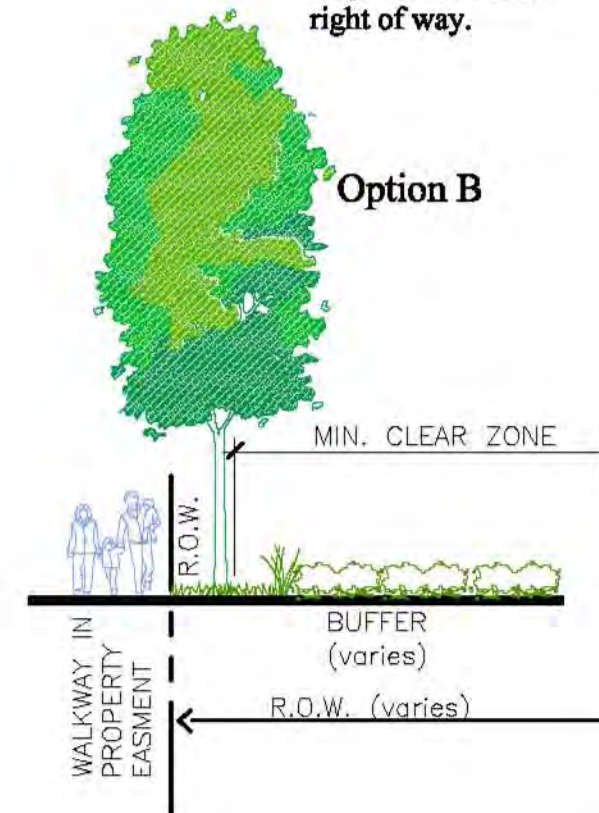 right of way.
Option B
MIN. CLEAR ZONE
R.O.W.
BUFFER
(varies)
WALKWAY IN
PROPERTY
EASMENT
R.O.W. (varies)